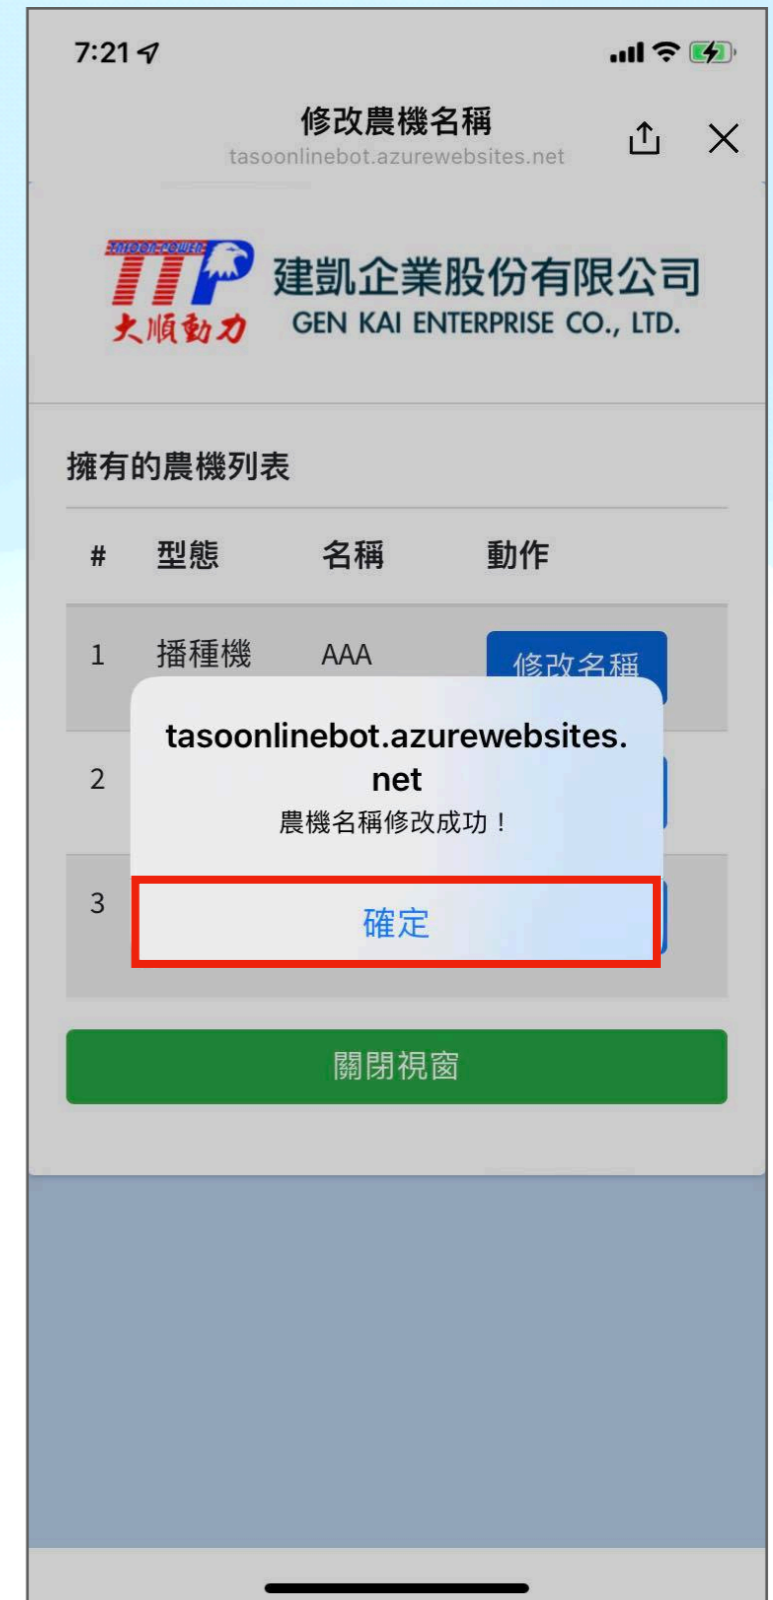 7:21
修改農機名稱
tasoonlinebot.azurewebsites.net
TASOON POWER
TTP
大順動力
建凱企業股份有限公司
GEN KAI ENTERPRISE CO., LTD.
擁有的農機列表
# 型態 名稱 動作
1 播種機 AAA 修改名稱
2
3
tasoonlinebot.azurewebsites.
net
農機名稱修改成功！
確定
關閉視窗